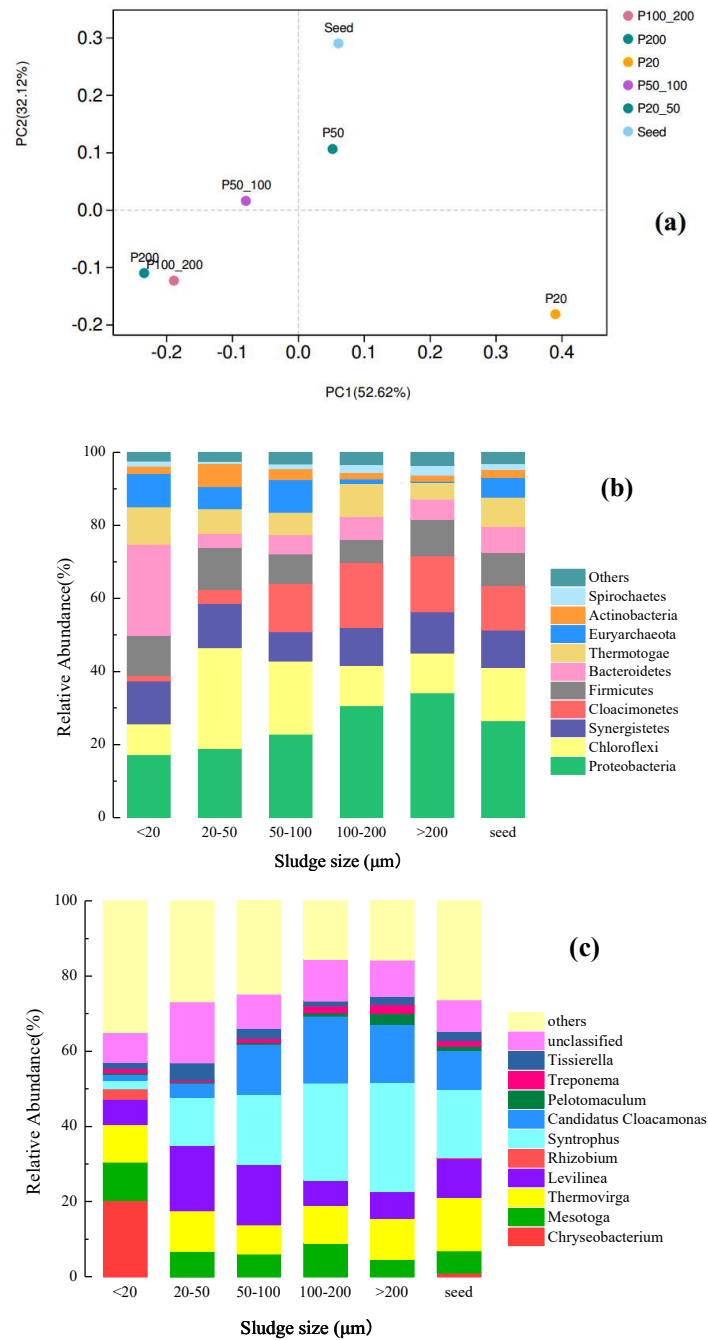 Seed
P50
P50_100
P200
P100_200
P20
0.3
0.2
0.1
0.0
-0.1
-0.2
-0.2
-0.1
0.0
0.1
0.2
0.3
0.4
PC2(32.12%)
PC1(52.62%)
P100_200
P200
P20
P50_100
P20_50
Seed
(a)
100
80
60
40
20
0
Relative Abundance(%)
<20
20-50
50-100
100-200
>200
seed
Sludge size (μm)
(b)
Others
Spirochaetes
Actinobacteria
Euryarchaeota
Thermotogae
Bacteroidetes
Firmicutes
Cloacimonetes
Synergistetes
Chloroflexi
Proteobacteria
100
80
60
40
20
0
Relative Abundance(%)
<20
20-50
50-100
100-200
>200
seed
Sludge size (μm)
(c)
others
unclassified
Tissierella
Treponema
Pelotomaculum
Candidatus Cloacamonas
Syntrophus
Rhizobium
Levilinea
Thermovirga
Mesotoga
Chryseobacterium